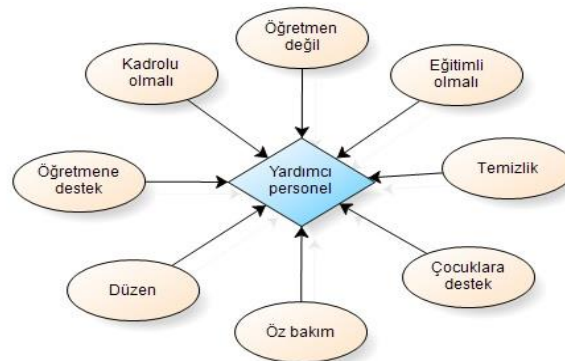 Öğretmen
değil
Kadrolu
olmalı
Eğitimli
olmalı
Öğretmene
destek
Yardımcı
personel
Temizlik
Düzen
Çocuklara
destek
Öz bakım